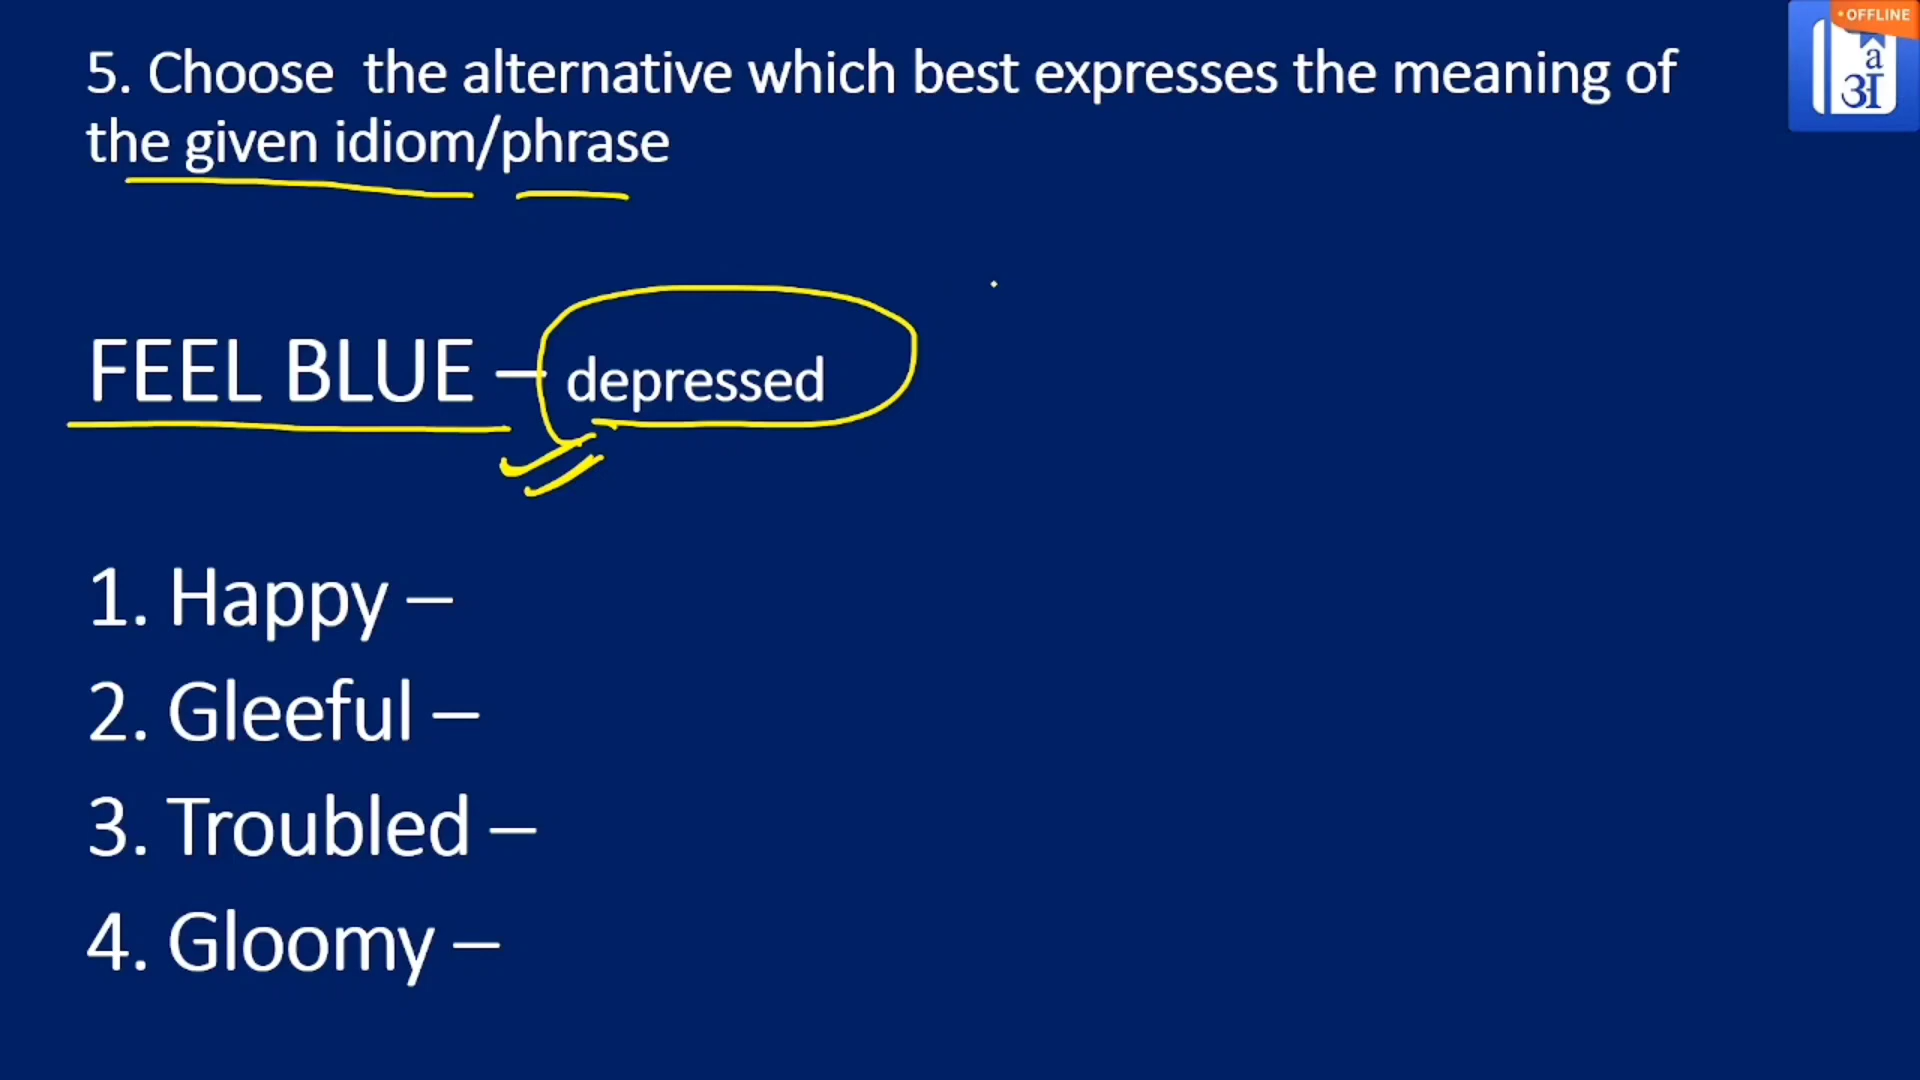 • OFFLINE
a
अ
5. Choose  the alternative which best expresses the meaning of
the given idiom/phrase
FEEL BLUE – depressed
1. Happy –
2. Gleeful –
3. Troubled –
4. Gloomy –